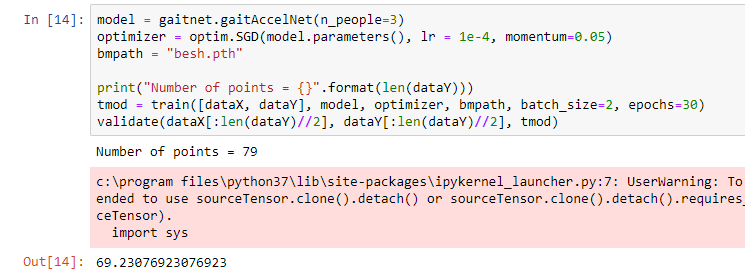 In [14]: model = gaitnet.gaitAccelNet(n_people=3)
optimizer = optim.SGD(model.parameters(), lr = 1e-4, momentum=0.05)
bmpath = "besh.pth"
print("Number of points = {}".format(len(dataY)))
tmod = train([dataX, dataY], model, optimizer, bmpath, batch_size=2, epochs=30)
validate(dataX[:len(dataY)//2], dataY[:len(dataY)//2], tmod)
Number of points = 79
c:\program files\python37\lib\site-packages\ipykernel_launcher.py:7: UserWarning: To
ended to use sourceTensor.clone().detach() or sourceTensor.clone().detach().requires_
ceTensor).
import sys
Out[14]: 69.23076923076923